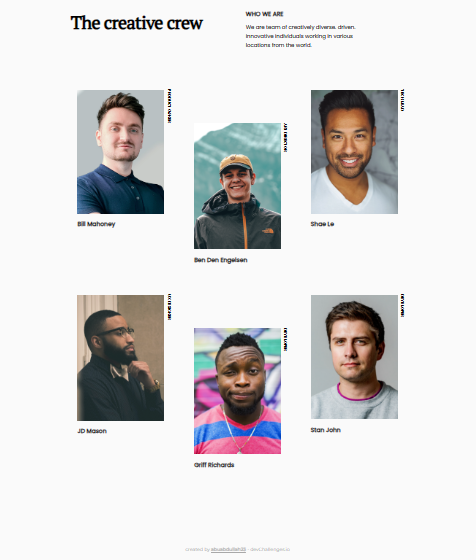 The creative crew
WHO WE ARE
We are team of creatively diverse, driven,
innovative individuals working in various
locations from the world.
PRODUCT OWNER
Bill Mahoney
ART DIRECTOR
Ben Den Engelsen
TECH LEAD
Shae Le
UX DESIGNER
JD Mason
DEVELOPER
Griff Richards
DEVELOPER
Stan John
created by
- devChallenges.io